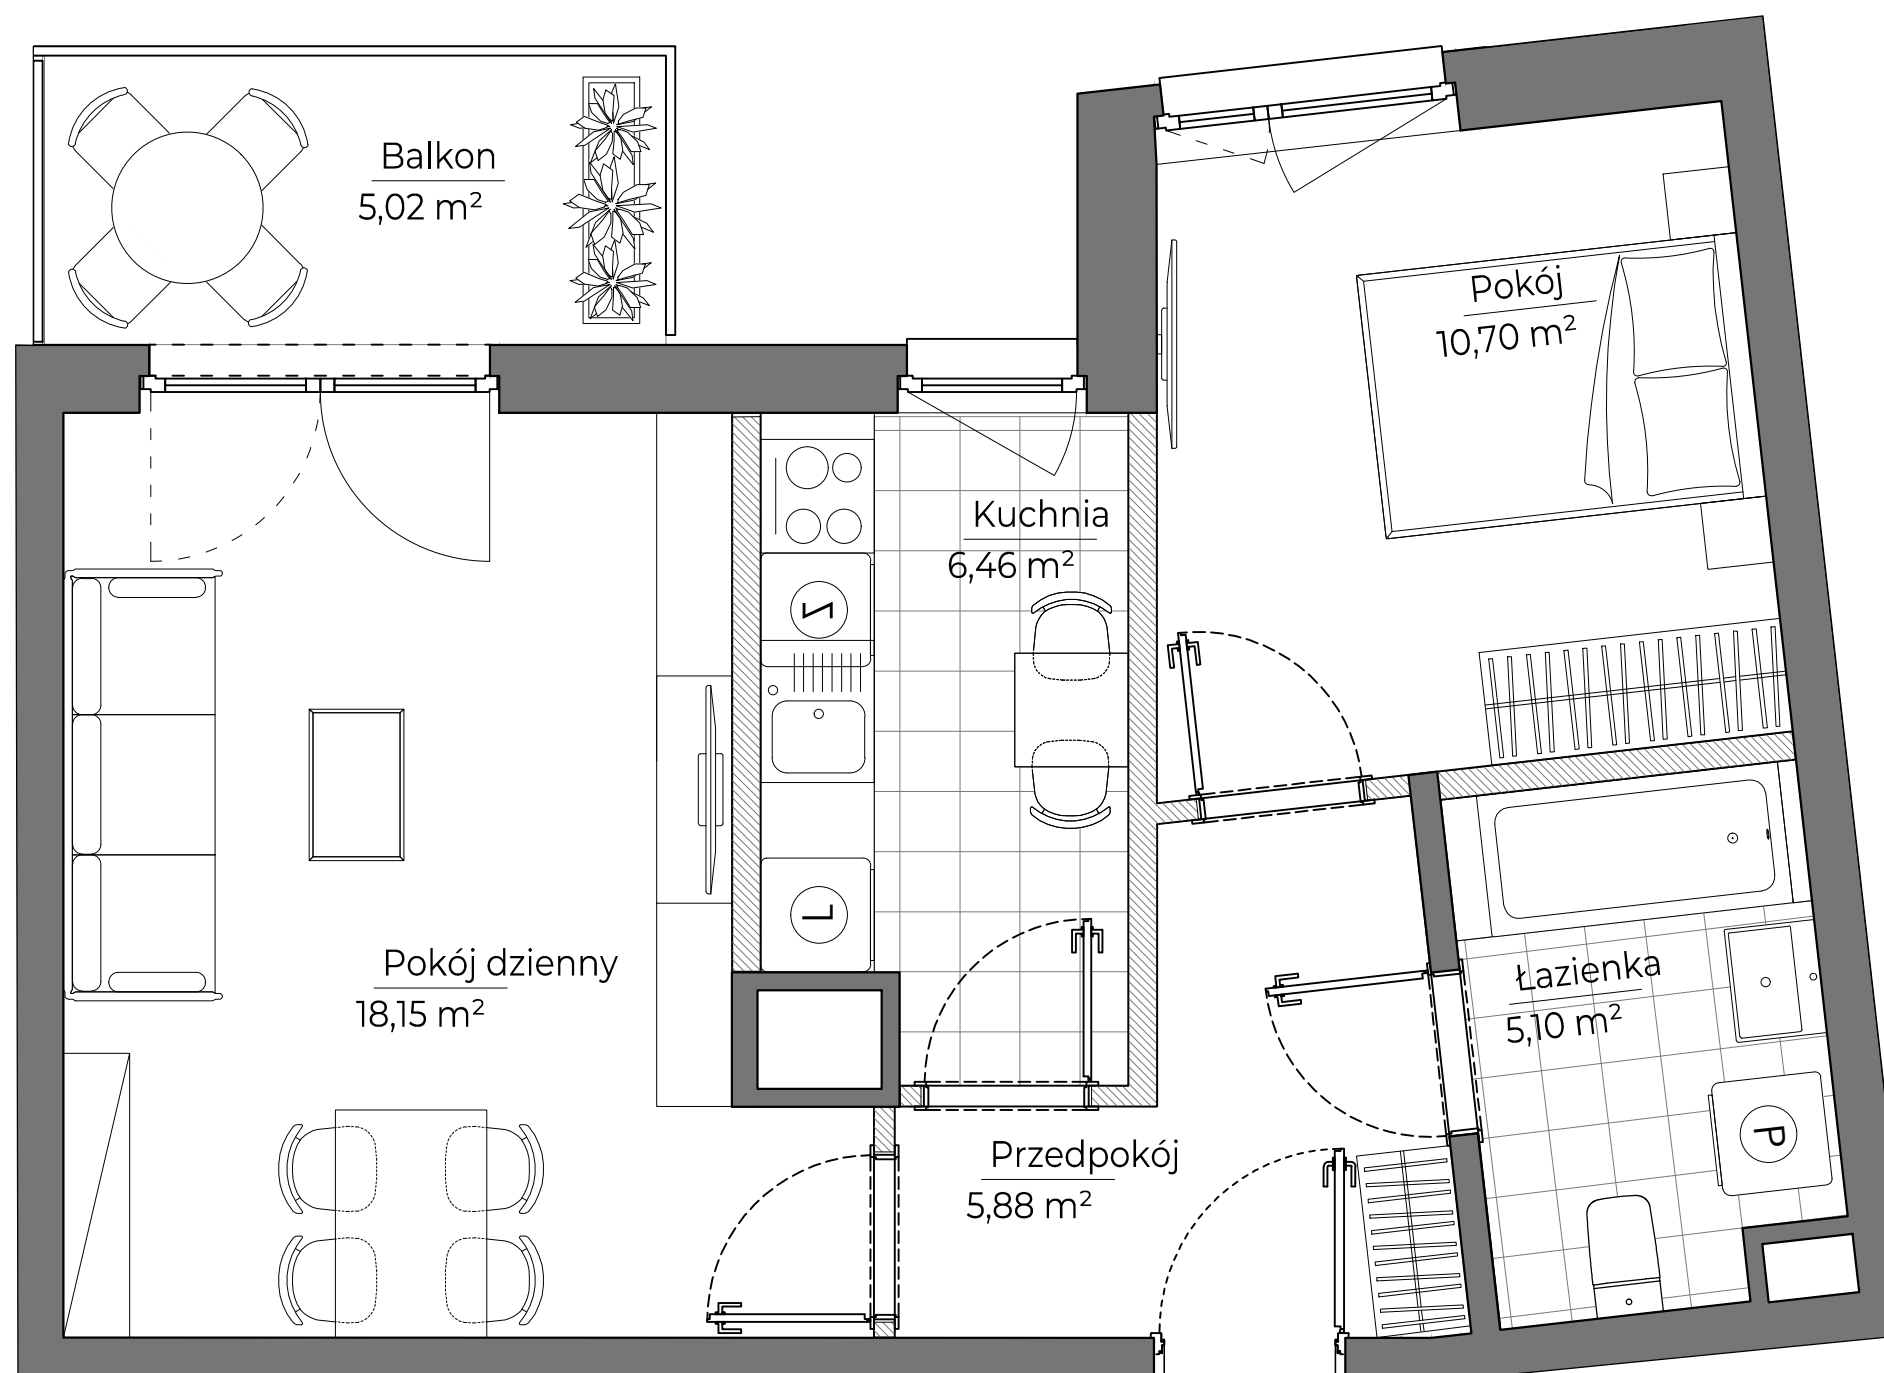 Balkon
5,02 m²
Pokój
10,70 m²
Kuchnia
6,46 m²
Z
L
Pokój dzienny
18,15 m²
Łazienka
5,10 m²
P
Przedpokój
5,88 m²